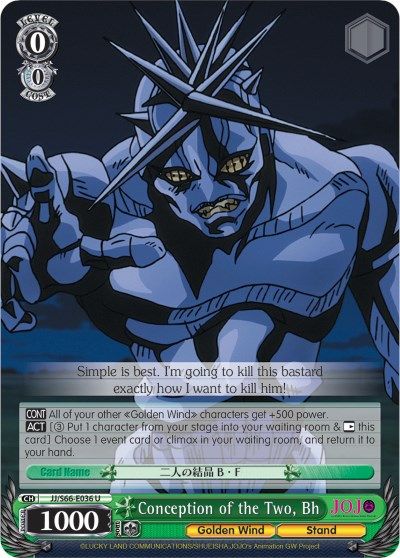 LEVEL
0
0
COST
Simple is best. I'm going to kill this bastard
exactly how I want to kill him!
CONT All of your other «Golden Wind» characters get +500 power.
ACT [③ Put 1 character from your stage into your waiting room &
this card] Choose 1 event card or climax in your waiting room, and return it
to your hand.
Card Name 二人の結晶 B・F
CH JJ/S66-E036 U
Conception of the Two, Bh
JOJO
POWER 1000 SOUL
Golden Wind Stand
©LUCKY LAND COMMUNICATIONS/SHUEISHA,JOJO's Animation GW Project